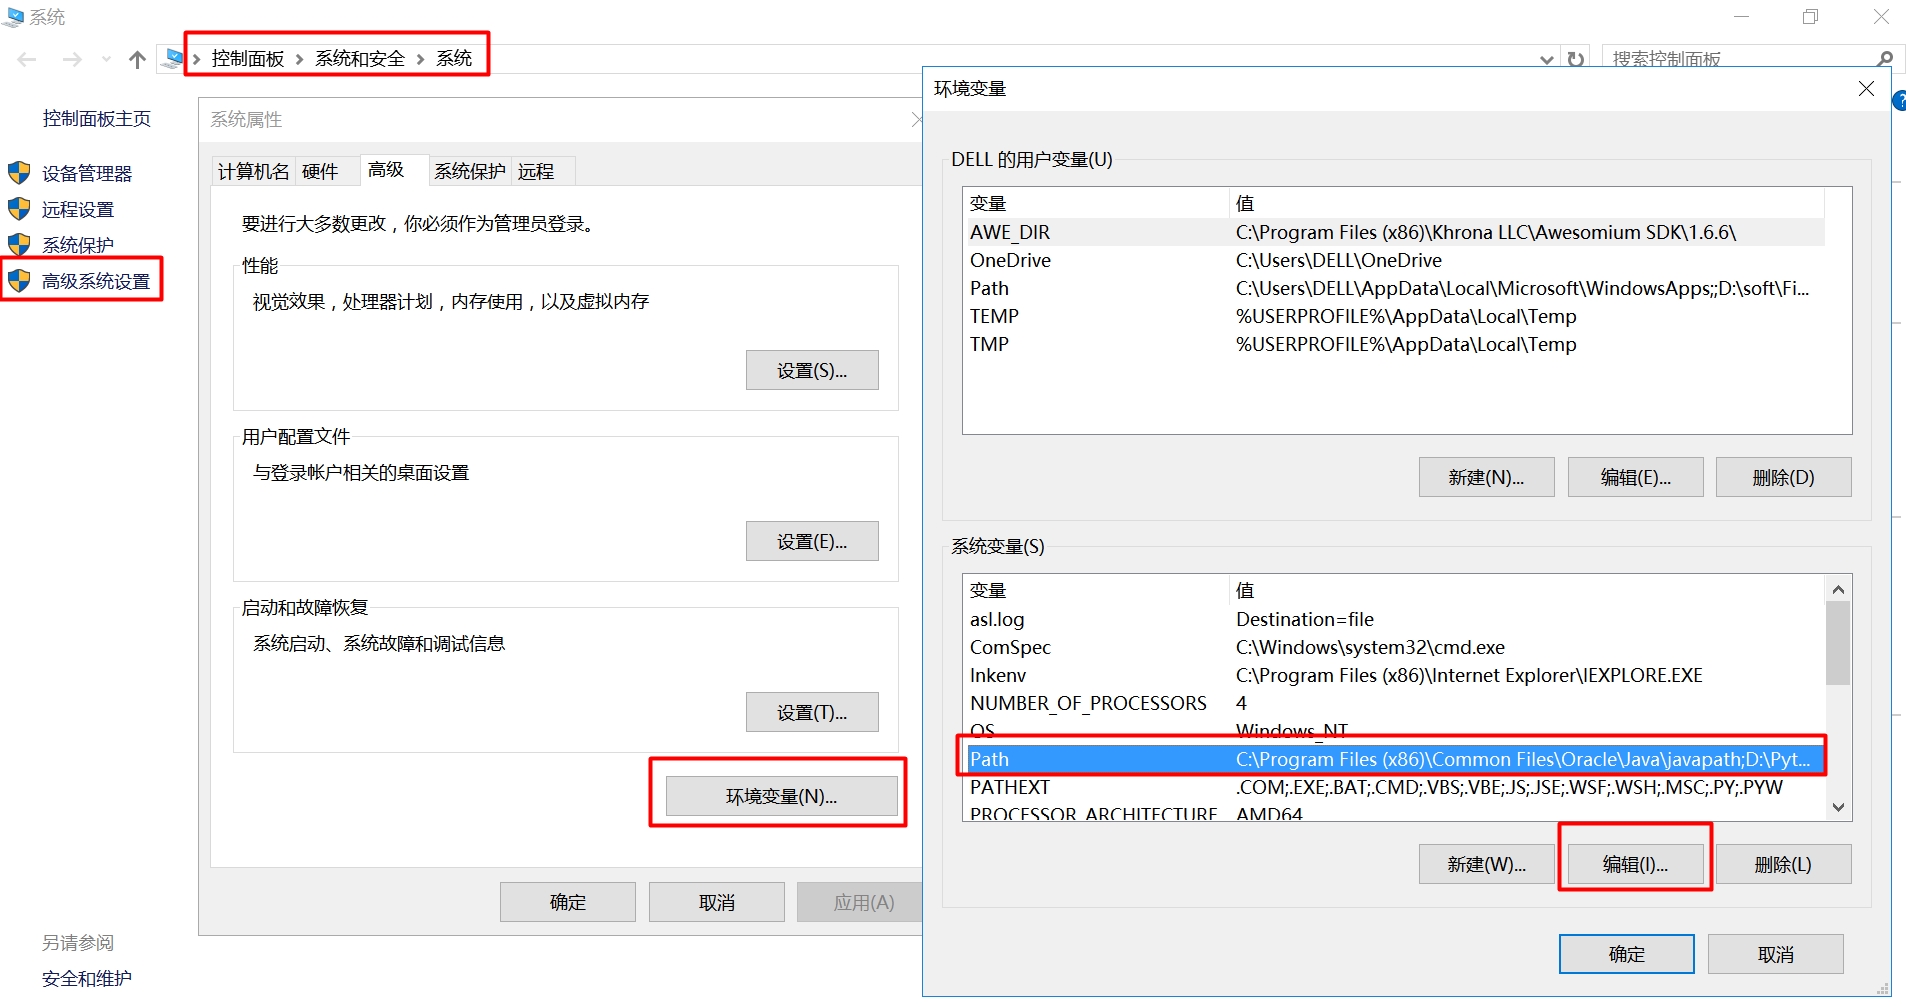 系统
控制面板 › 系统和安全 › 系统
搜索控制面板
控制面板主页
设备管理器
远程设置
系统保护
高级系统设置
另请参阅
安全和维护
系统属性
计算机名 硬件 高级 系统保护 远程
要进行大多数更改，你必须作为管理员登录。
性能
视觉效果，处理器计划，内存使用，以及虚拟内存
设置(S)...
用户配置文件
与登录帐户相关的桌面设置
设置(E)...
启动和故障恢复
系统启动、系统故障和调试信息
设置(T)...
环境变量(N)...
确定 取消 应用(A)
环境变量
DELL 的用户变量(U)
变量 值
AWE_DIR C:\Program Files (x86)\Khrona LLC\Awesomium SDK\1.6.6\
OneDrive C:\Users\DELL\OneDrive
Path C:\Users\DELL\AppData\Local\Microsoft\WindowsApps;;D:\soft\Fi...
TEMP %USERPROFILE%\AppData\Local\Temp
TMP %USERPROFILE%\AppData\Local\Temp
新建(N)... 编辑(E)... 删除(D)
系统变量(S)
变量 值
asl.log Destination=file
ComSpec C:\Windows\system32\cmd.exe
Inkenv C:\Program Files (x86)\Internet Explorer\IEXPLORE.EXE
NUMBER_OF_PROCESSORS 4
OS Windows_NT
Path C:\Program Files (x86)\Common Files\Oracle\Java\javapath;D:\Pyt...
PATHEXT .COM;.EXE;.BAT;.CMD;.VBS;.VBE;.JS;.JSE;.WSF;.WSH;.MSC;.PY;.PYW
PROCESSOR_ARCHITECTURE AMD64
新建(W)... 编辑(I)... 删除(L)
确定 取消